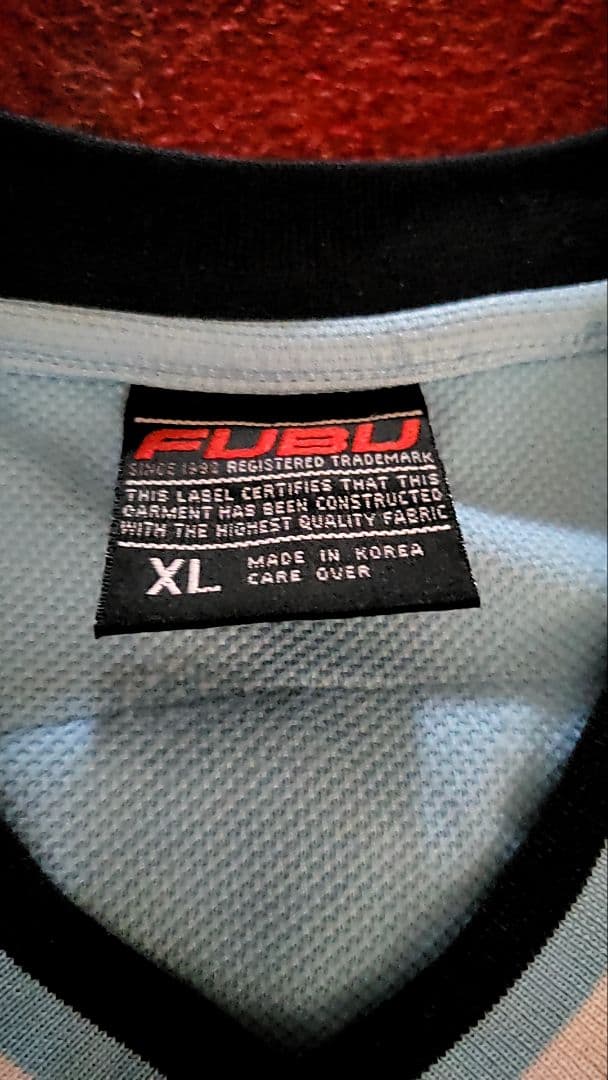 FUBU
SINCE 1992 REGISTERED TRADEMARK
THIS LABEL CERTIFIES THAT THIS
GARMENT HAS BEEN CONSTRUCTED
WITH THE HIGHEST QUALITY FABRIC
XL
MADE IN KOREA
CARE OVER